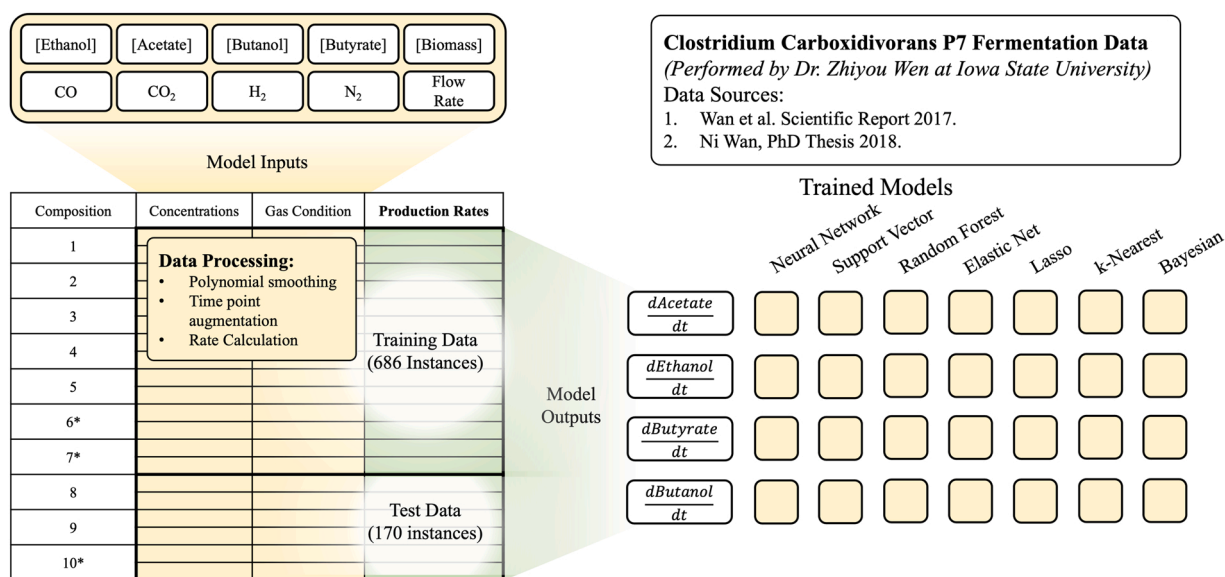 [Ethanol] [Acetate] [Butanol] [Butyrate] [Biomass]
CO CO₂ H₂ N₂ Flow Rate
Model Inputs
Composition Concentrations Gas Condition Production Rates
1
2
3
4
5
6*
7*
8
9
10*
Data Processing:
• Polynomial smoothing
• Time point
augmentation
• Rate Calculation
Training Data
(686 Instances)
Test Data
(170 instances)
Model
Outputs
Clostridium Carboxidivorans P7 Fermentation Data
(Performed by Dr. Zhiyou Wen at Iowa State University)
Data Sources:
1. Wan et al. Scientific Report 2017.
2. Ni Wan, PhD Thesis 2018.
Trained Models
Neural Network
Support Vector
Random Forest
Elastic Net
Lasso
k-Nearest
Bayesian
dAcetate
dt
dEthanol
dt
dButyrate
dt
dButanol
dt